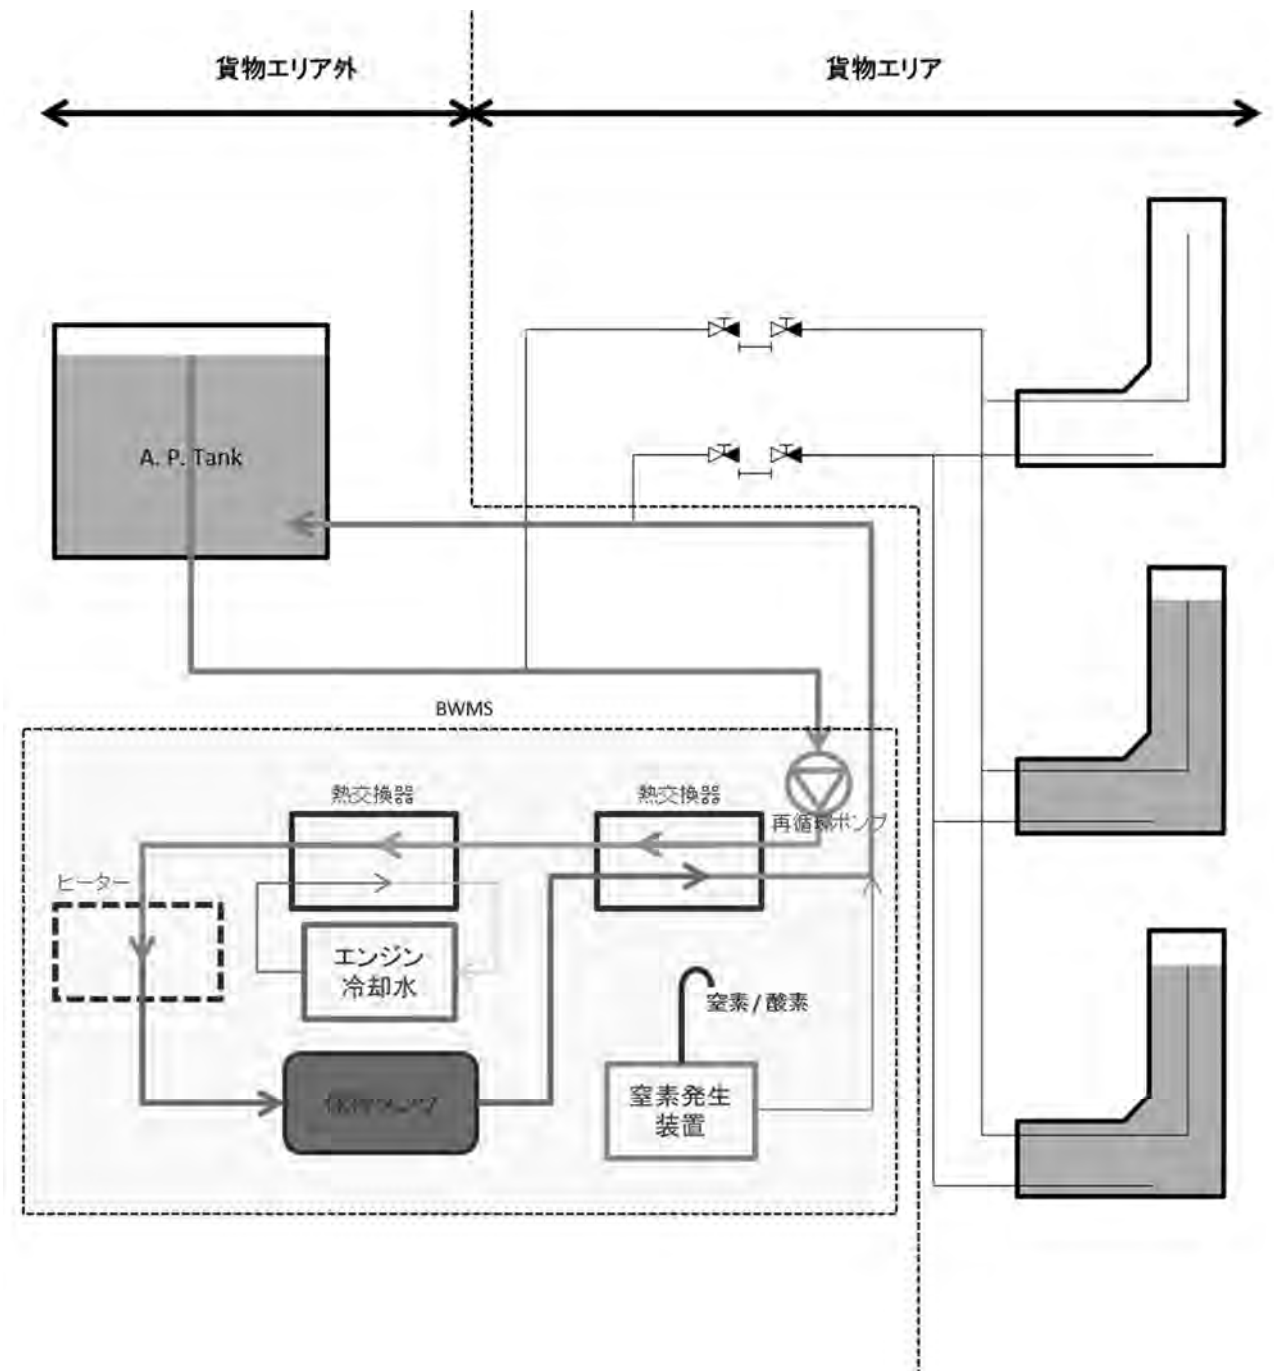 貨物エリア外
貨物エリア
A. P. Tank
BWMS
熱交換器
熱交換器
再循環ポンプ
ヒーター
エンジン
冷却水
窒素 / 酸素
窒素発生
装置